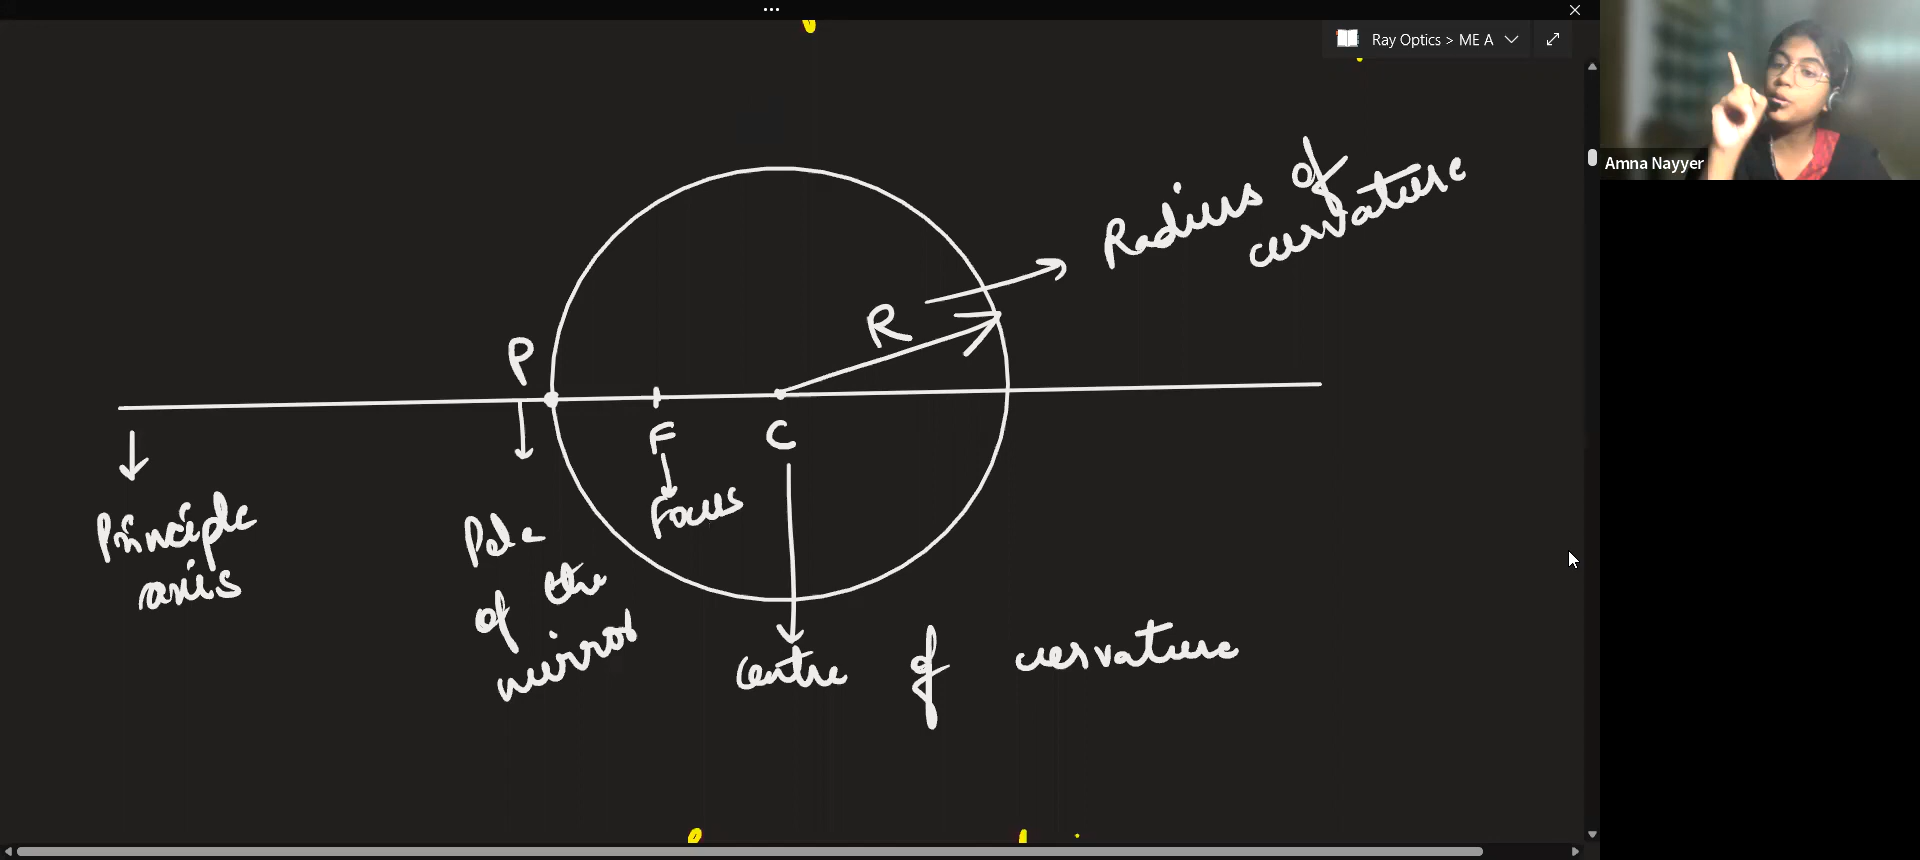 Ray Optics > ME A
Amna Nayyer
Radius of
curvature
R
P
F
C
Focus
Principle
axis
Pole
of the
mirror
Centre of curvature